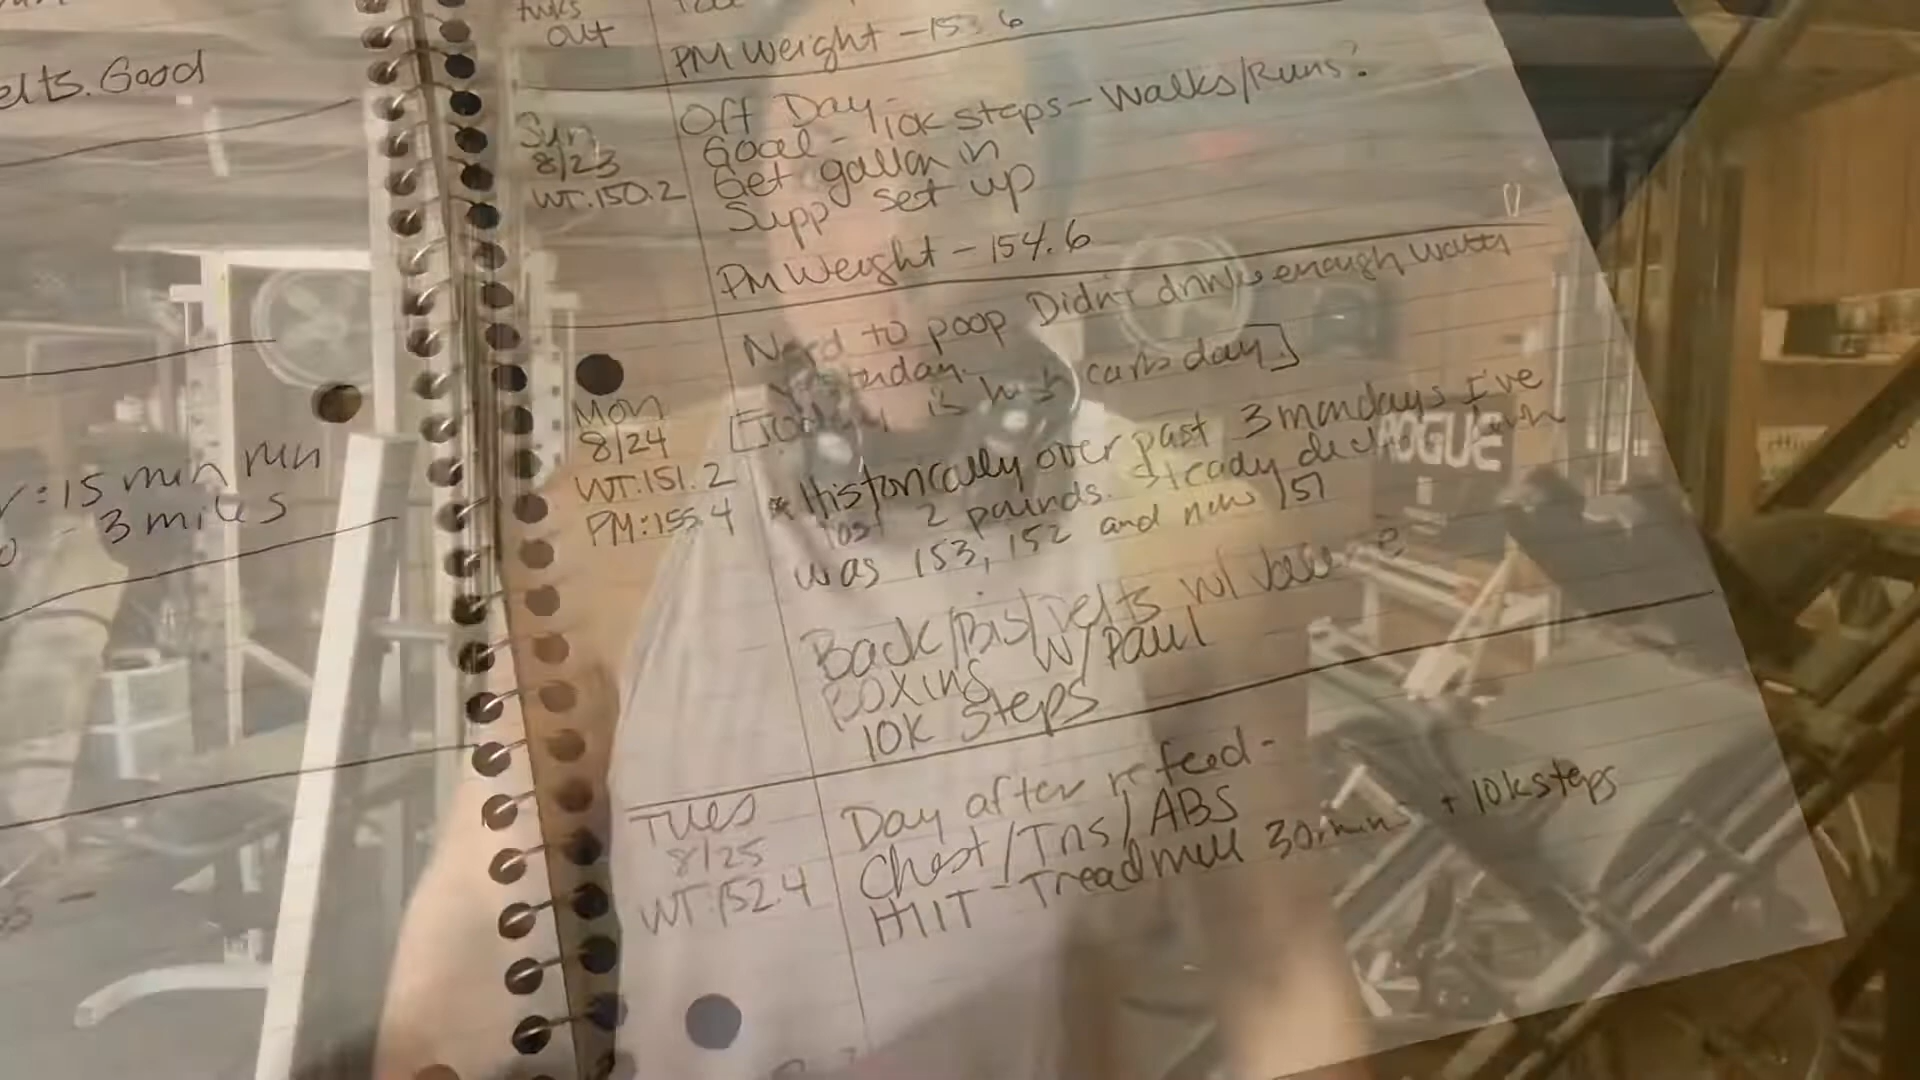 elts. Good
: 15 min run
- 3 miles
out
PM Weight - 153.6
Sun
8/23
WT. 150.2
Off Day -
Goal - 10k steps - Walks/Runs?
Get gallon in
Supp set up
PM Weight - 154.6
Mon
8/24
WT. 151.2
PM: 155.4
Need to poop Didn't drink enough water
yesterday.
[Today is high carb day.]
* Historically over past 3 mondays I've
lost 2 pounds. Steady decline
was 153, 152 and now 151
Back/Bis/Delts w/
Boxing w/ Paul
10K Steps
Tues
8/25
WT. 152.4
Day after refeed -
Chest/Tris/ABS
HIIT - Treadmill 30 mins + 10k steps
ROGUE